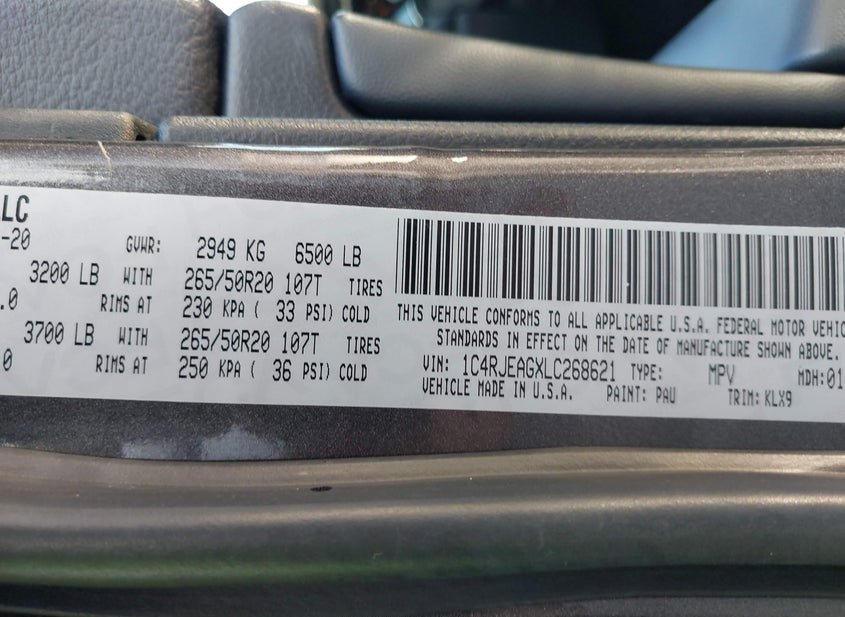 LC
-20 GVWR: 2949 KG 6500 LB
3200 LB WITH 265/50R20 107T TIRES
.0 RIMS AT 230 KPA ( 33 PSI) COLD
3700 LB WITH 265/50R20 107T TIRES
0 RIMS AT 250 KPA ( 36 PSI) COLD
THIS VEHICLE CONFORMS TO ALL APPLICABLE U.S.A. FEDERAL MOTOR VEHIC
STANDARDS IN EFFECT ON THE DATE OF MANUFACTURE SHOWN ABOVE.
VIN: 1C4RJEAGXLC268621 TYPE: MPV MDH:01
VEHICLE MADE IN U.S.A. PAINT: PAU TRIM: KLX9